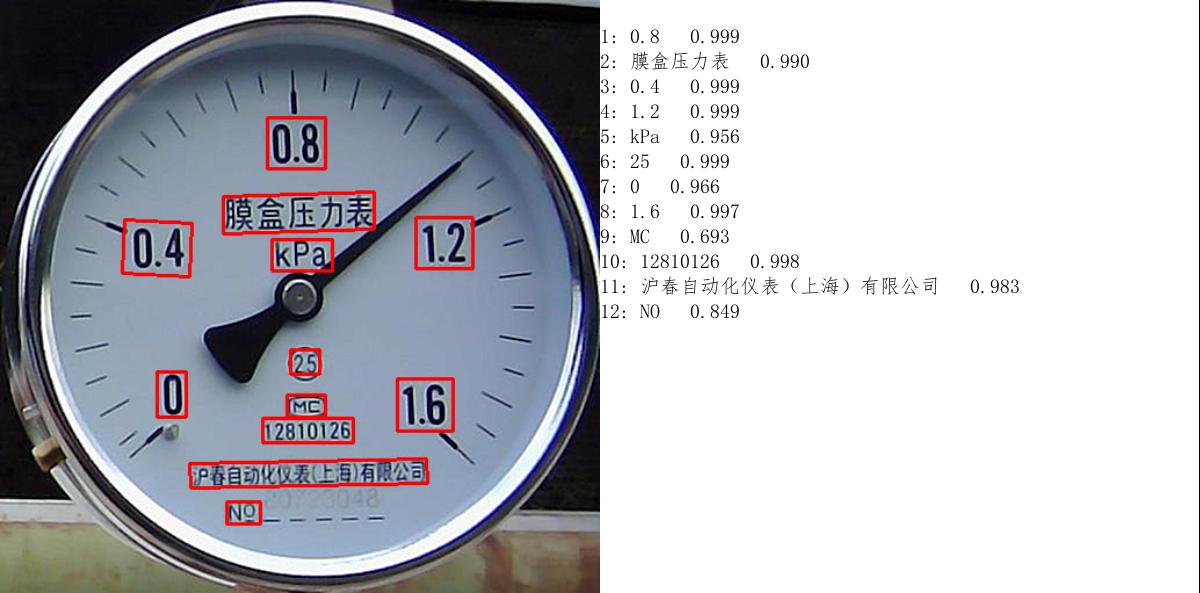 0.8
膜盒压力表
0.4
kPa
1.2
25
0
MC
1.6
12810126
沪春自动化仪表(上海)有限公司
20723048
NO
1: 0.8 0.999
2: 膜盒压力表 0.990
3: 0.4 0.999
4: 1.2 0.999
5: kPa 0.956
6: 25 0.999
7: 0 0.966
8: 1.6 0.997
9: MC 0.693
10: 12810126 0.998
11: 沪春自动化仪表（上海）有限公司 0.983
12: NO 0.849